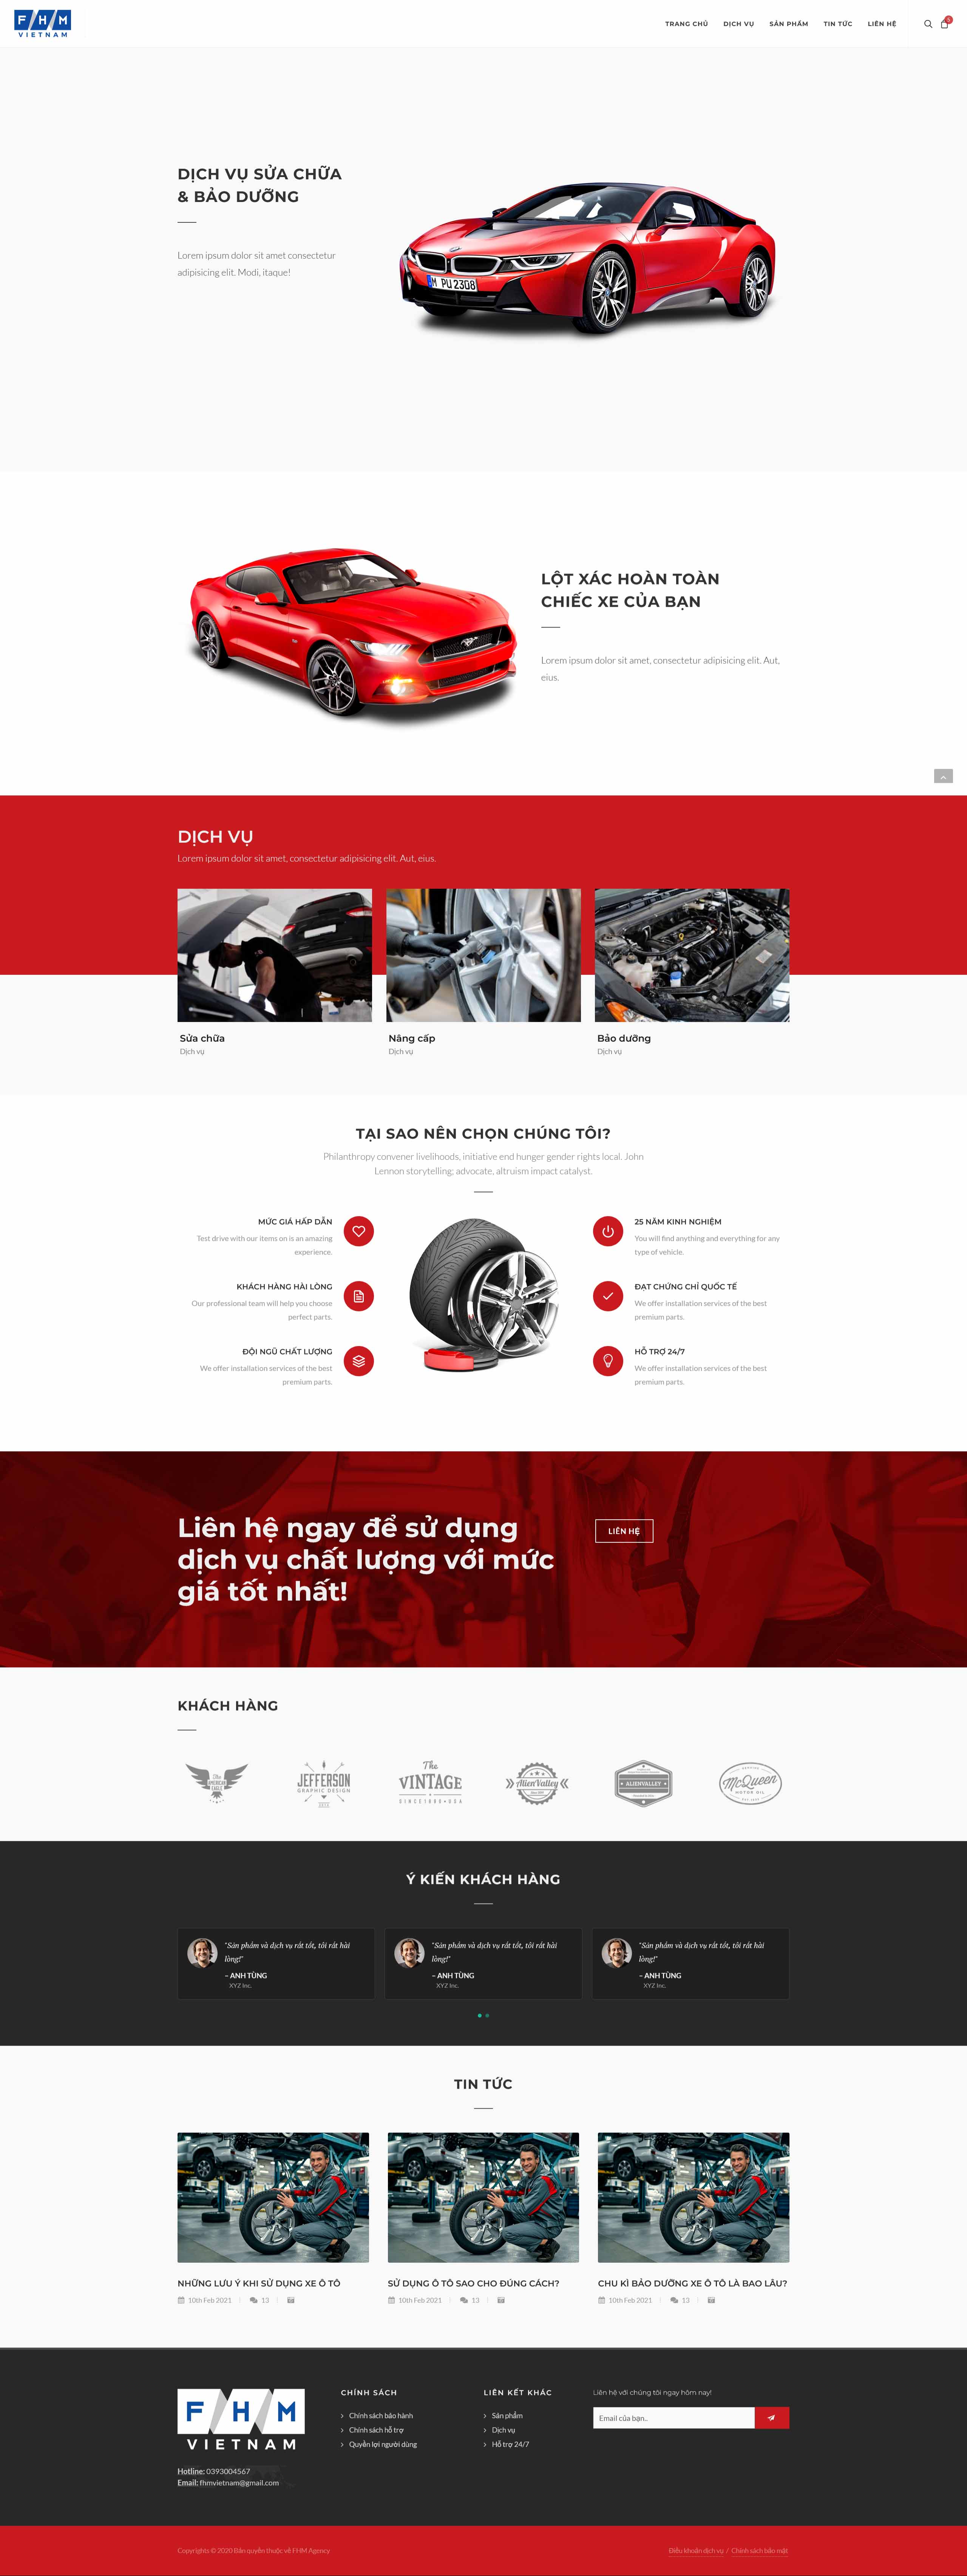 F/H/M
VIETNAM
TRANG CHỦ
DỊCH VỤ
SẢN PHẨM
TIN TỨC
LIÊN HỆ
5
DỊCH VỤ SỬA CHỮA
& BẢO DƯỠNG
Lorem ipsum dolor sit amet consectetur
adipisicing elit. Modi, itaque!
M PU 2308
LỘT XÁC HOÀN TOÀN
CHIẾC XE CỦA BẠN
Lorem ipsum dolor sit amet, consectetur adipisicing elit. Aut,
eius.
DỊCH VỤ
Lorem ipsum dolor sit amet, consectetur adipisicing elit. Aut, eius.
Sửa chữa
Dịch vụ
Nâng cấp
Dịch vụ
Bảo dưỡng
Dịch vụ
TẠI SAO NÊN CHỌN CHÚNG TÔI?
Philanthropy convener livelihoods, initiative end hunger gender rights local. John
Lennon storytelling; advocate, altruism impact catalyst.
MỨC GIÁ HẤP DẪN
Test drive with our items on is an amazing
experience.
KHÁCH HÀNG HÀI LÒNG
Our professional team will help you choose
perfect parts.
ĐỘI NGŨ CHẤT LƯỢNG
We offer installation services of the best
premium parts.
25 NĂM KINH NGHIỆM
You will find anything and everything for any
type of vehicle.
ĐẠT CHỨNG CHỈ QUỐC TẾ
We offer installation services of the best
premium parts.
HỖ TRỢ 24/7
We offer installation services of the best
premium parts.
Liên hệ ngay để sử dụng
dịch vụ chất lượng với mức
giá tốt nhất!
LIÊN HỆ
KHÁCH HÀNG
The
AMERICAN
EAGLE
JEFFERSON
GRAPHIC DESIGN
The
VINTAGE
SINCE 1888 USA
AlienValley
ALIENVALLEY
McQueen
MOTOR OIL
Ý KIẾN KHÁCH HÀNG
"Sản phẩm và dịch vụ rất tốt, tôi rất hài
lòng!"
– ANH TÙNG
XYZ Inc.
"Sản phẩm và dịch vụ rất tốt, tôi rất hài
lòng!"
– ANH TÙNG
XYZ Inc.
"Sản phẩm và dịch vụ rất tốt, tôi rất hài
lòng!"
– ANH TÙNG
XYZ Inc.
TIN TỨC
NHỮNG LƯU Ý KHI SỬ DỤNG XE Ô TÔ
10th Feb 2021 13
SỬ DỤNG Ô TÔ SAO CHO ĐÚNG CÁCH?
10th Feb 2021 13
CHU KÌ BẢO DƯỠNG XE Ô TÔ LÀ BAO LÂU?
10th Feb 2021 13
F/H/M
VIETNAM
Hotline: 0393004567
Email: fhmvietnam@gmail.com
CHÍNH SÁCH
Chính sách bảo hành
Chính sách hỗ trợ
Quyền lợi người dùng
LIÊN KẾT KHÁC
Sản phẩm
Dịch vụ
Hỗ trợ 24/7
Liên hệ với chúng tôi ngay hôm nay!
Email của bạn..
Copyrights © 2020 Bản quyền thuộc về FHM Agency
Điều khoản dịch vụ / Chính sách bảo mật